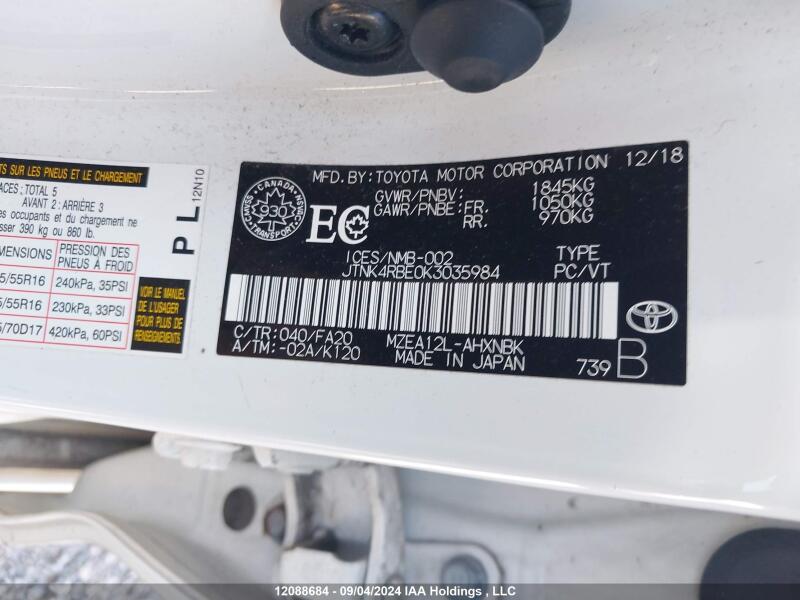 TS SUR LES PNEUS ET LE CHARGEMENT
ACES: TOTAL 5
AVANT 2: ARRIÈRE 3
es occupants et du chargement ne
sser 390 kg ou 860 lb.
MENSIONS
PRESSION DES PNEUS À FROID
5/55R16 240kPa, 35PSI
5/55R16 230kPa, 33PSI
5/70D17 420kPa, 60PSI
VOIR LE MANUEL
DE L'USAGER
POUR PLUS DE
RENSEIGNEMENTS
P L
12N10
MFD. BY: TOYOTA MOTOR CORPORATION 12/18
GVWR/PNBV: 1845KG
GAWR/PNBE: FR. 1050KG
RR. 970KG
CANADA
CMVSS
NSVAC
930
TRANSPORT
EC
ICES/NMB-002
TYPE
JTNK4RBE0K3035984
PC/VT
C/TR: 040/FA20
MZEA12L-AHXNBK
A/TM: -02A/K120
MADE IN JAPAN
739 B
12088684 - 09/04/2024 IAA Holdings , LLC